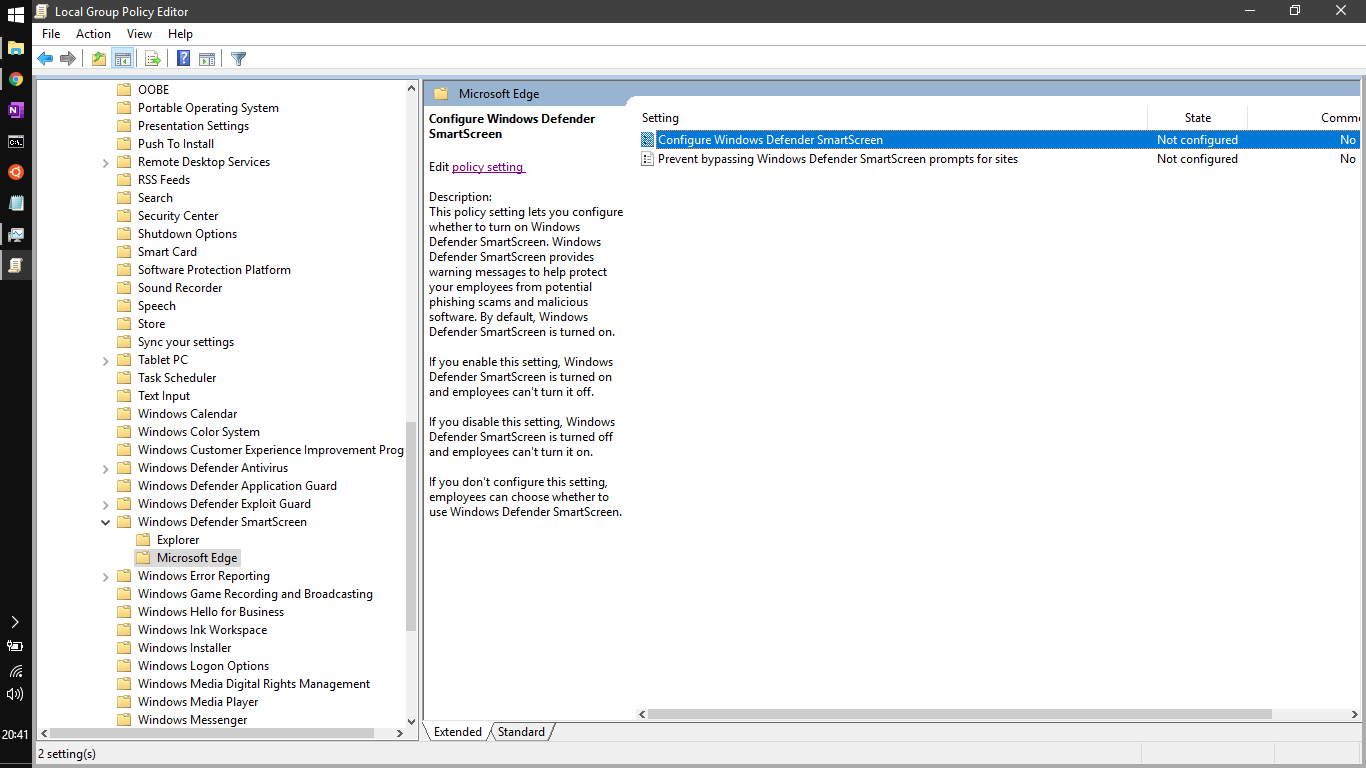 Local Group Policy Editor
File Action View Help
OOBE
Portable Operating System
Presentation Settings
Push To Install
Remote Desktop Services
RSS Feeds
Search
Security Center
Shutdown Options
Smart Card
Software Protection Platform
Sound Recorder
Speech
Store
Sync your settings
Tablet PC
Task Scheduler
Text Input
Windows Calendar
Windows Color System
Windows Customer Experience Improvement Prog
Windows Defender Antivirus
Windows Defender Application Guard
Windows Defender Exploit Guard
Windows Defender SmartScreen
Explorer
Microsoft Edge
Windows Error Reporting
Windows Game Recording and Broadcasting
Windows Hello for Business
Windows Ink Workspace
Windows Installer
Windows Logon Options
Windows Media Digital Rights Management
Windows Media Player
Windows Messenger
Microsoft Edge
Configure Windows Defender
SmartScreen
Edit policy setting
Description:
This policy setting lets you configure
whether to turn on Windows
Defender SmartScreen. Windows
Defender SmartScreen provides
warning messages to help protect
your employees from potential
phishing scams and malicious
software. By default, Windows
Defender SmartScreen is turned on.
If you enable this setting, Windows
Defender SmartScreen is turned on
and employees can't turn it off.
If you disable this setting, Windows
Defender SmartScreen is turned off
and employees can't turn it on.
If you don't configure this setting,
employees can choose whether to
use Windows Defender SmartScreen.
Setting State Comme
Configure Windows Defender SmartScreen Not configured No
Prevent bypassing Windows Defender SmartScreen prompts for sites Not configured No
Extended Standard
2 setting(s)
20:41